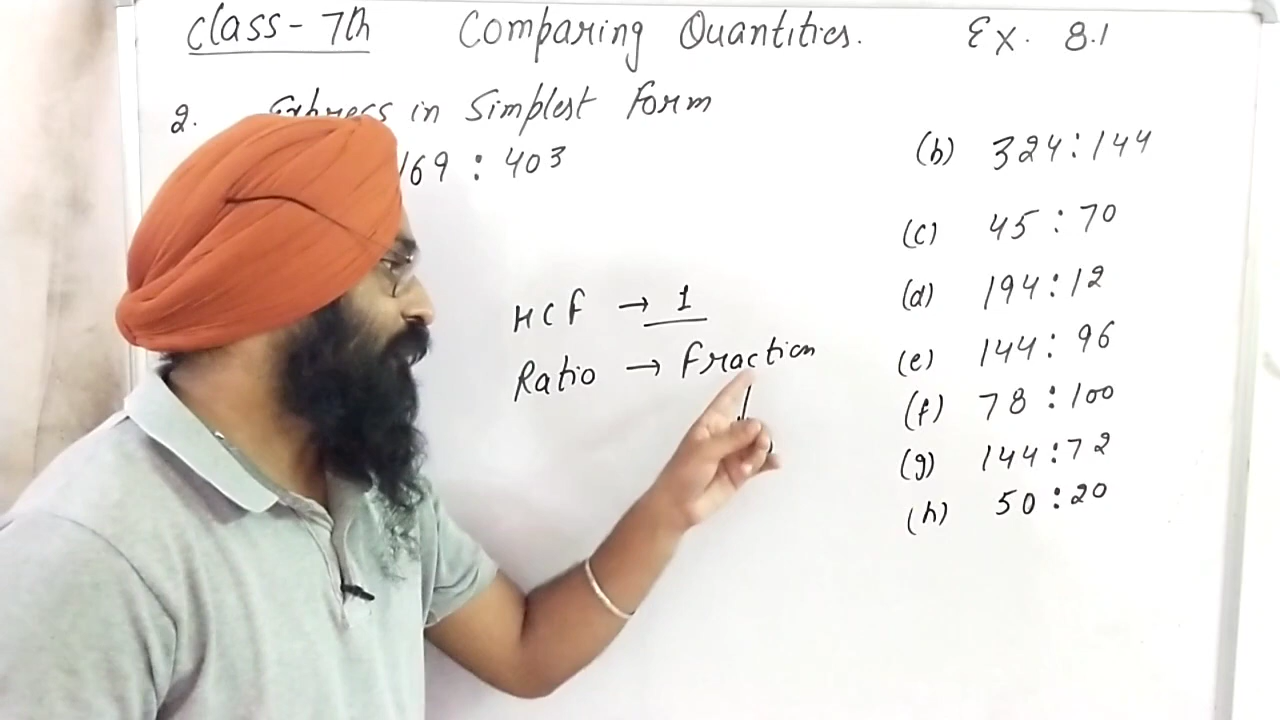 Class - 7th Comparing Quantities. Ex. 8.1
2. in Simplest form
169 : 403
HCF → 1
Ratio → Fraction
(b) 324 : 144
(c) 45 : 70
(d) 194 : 12
(e) 144 : 96
(f) 78 : 100
(g) 144 : 72
(h) 50 : 20